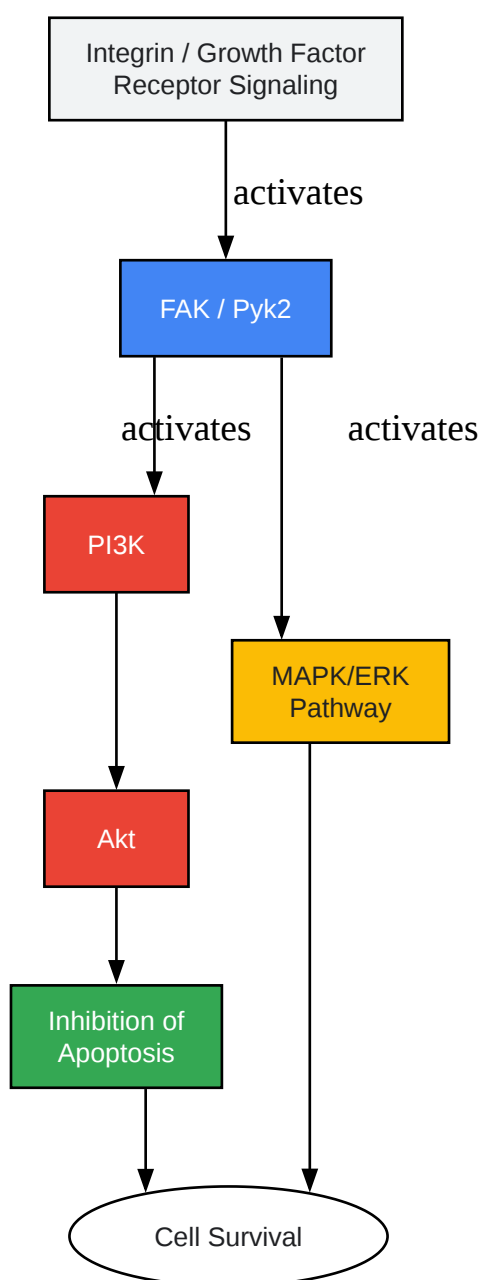 Integrin / Growth Factor
Receptor Signaling
activates
FAK / Pyk2
activates
activates
PI3K
MAPK/ERK
Pathway
Akt
Inhibition of
Apoptosis
Cell Survival